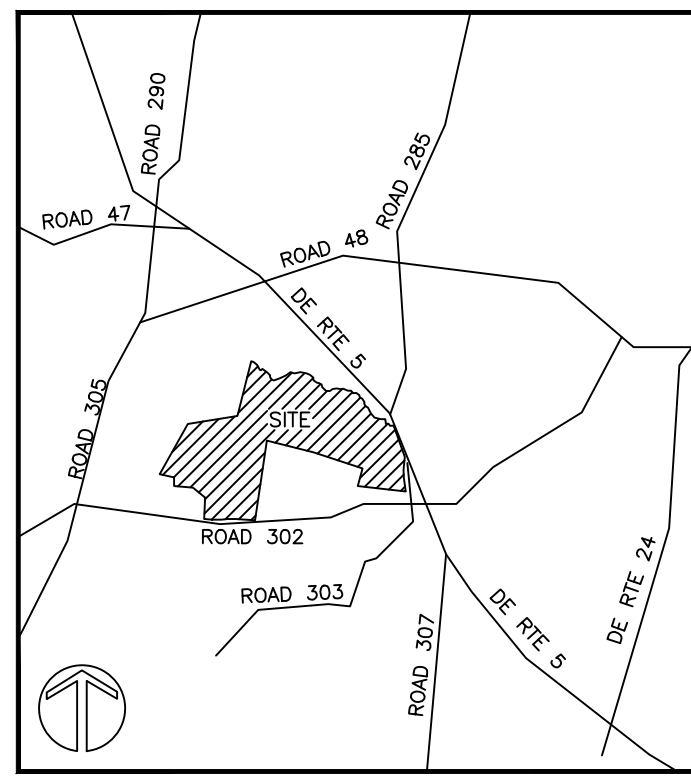 ROAD 290
ROAD 285
ROAD 47
ROAD 48
DE RTE 5
ROAD 305
SITE
ROAD 302
ROAD 303
DE RTE 5
DE RTE 24
ROAD 307